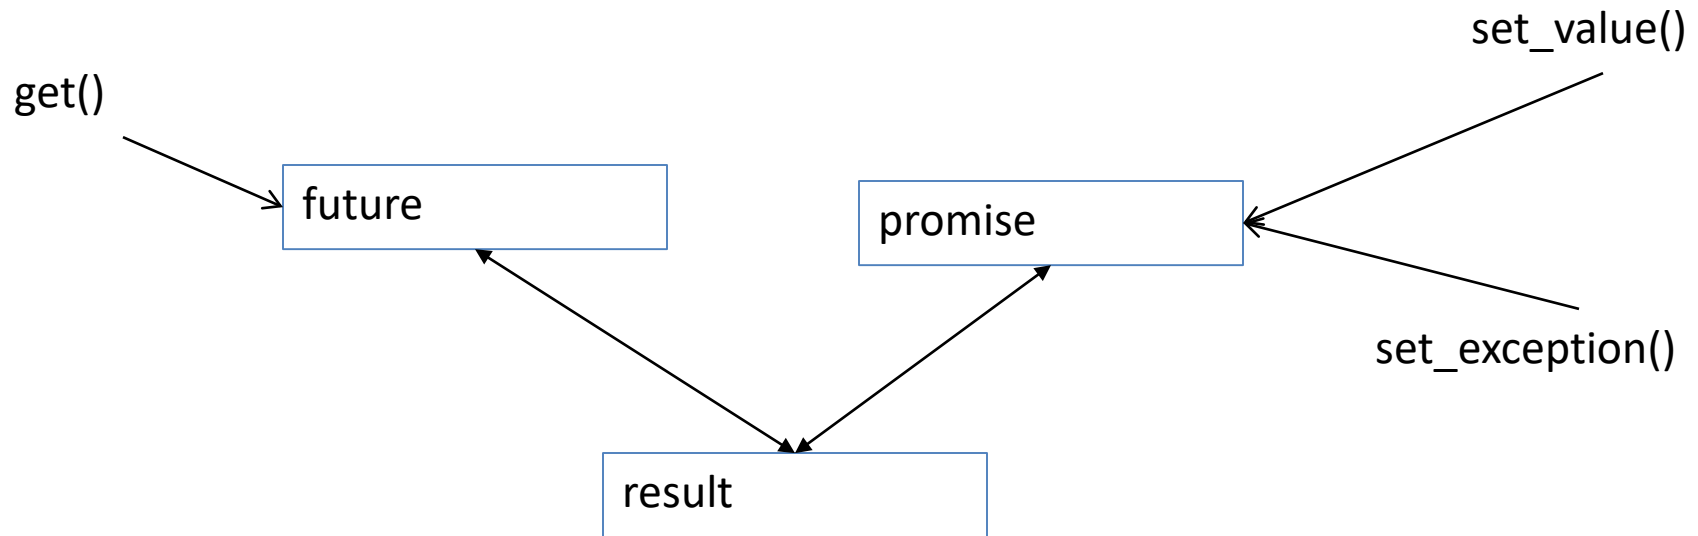 set_value()
get()
future
promise
set_exception()
result